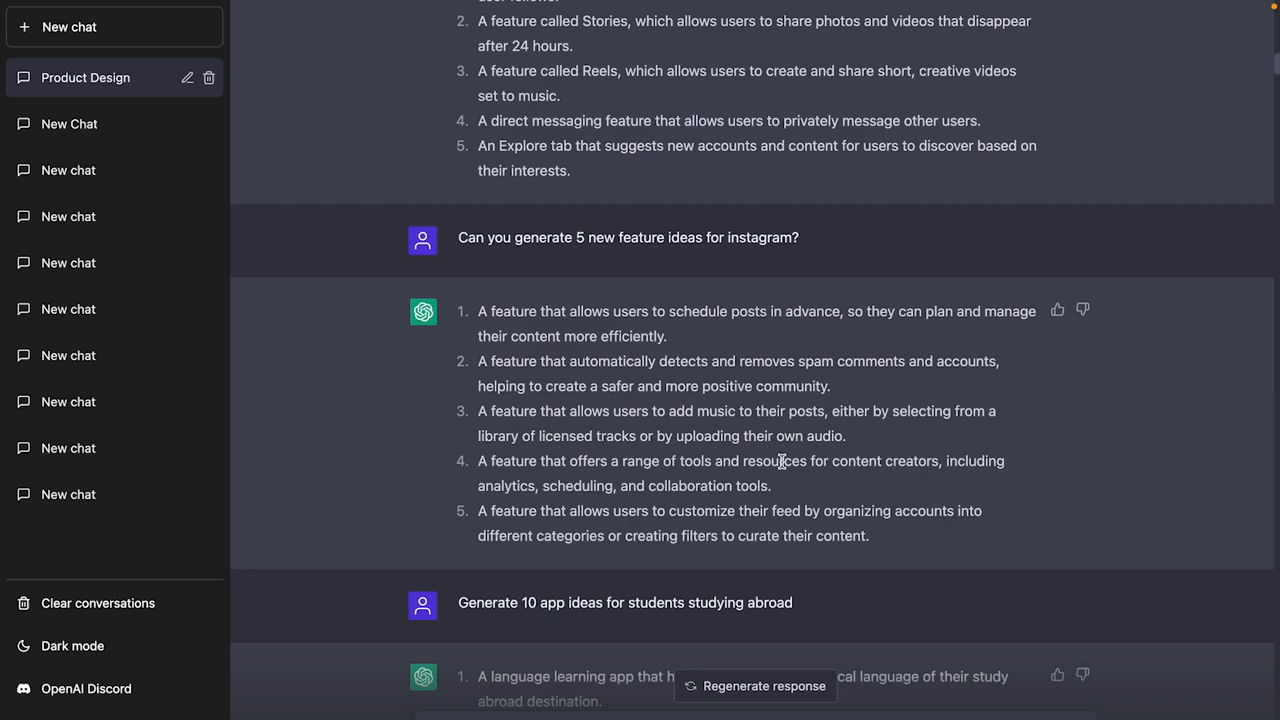 New chat
Product Design
New Chat
New chat
New chat
New chat
New chat
New chat
New chat
New chat
New chat
Clear conversations
Dark mode
OpenAI Discord
2. A feature called Stories, which allows users to share photos and videos that disappear
after 24 hours.
3. A feature called Reels, which allows users to create and share short, creative videos
set to music.
4. A direct messaging feature that allows users to privately message other users.
5. An Explore tab that suggests new accounts and content for users to discover based on
their interests.
Can you generate 5 new feature ideas for instagram?
1. A feature that allows users to schedule posts in advance, so they can plan and manage
their content more efficiently.
2. A feature that automatically detects and removes spam comments and accounts,
helping to create a safer and more positive community.
3. A feature that allows users to add music to their posts, either by selecting from a
library of licensed tracks or by uploading their own audio.
4. A feature that offers a range of tools and resources for content creators, including
analytics, scheduling, and collaboration tools.
5. A feature that allows users to customize their feed by organizing accounts into
different categories or creating filters to curate their content.
Generate 10 app ideas for students studying abroad
1. A language learning app that cal language of their study
abroad destination.
Regenerate response